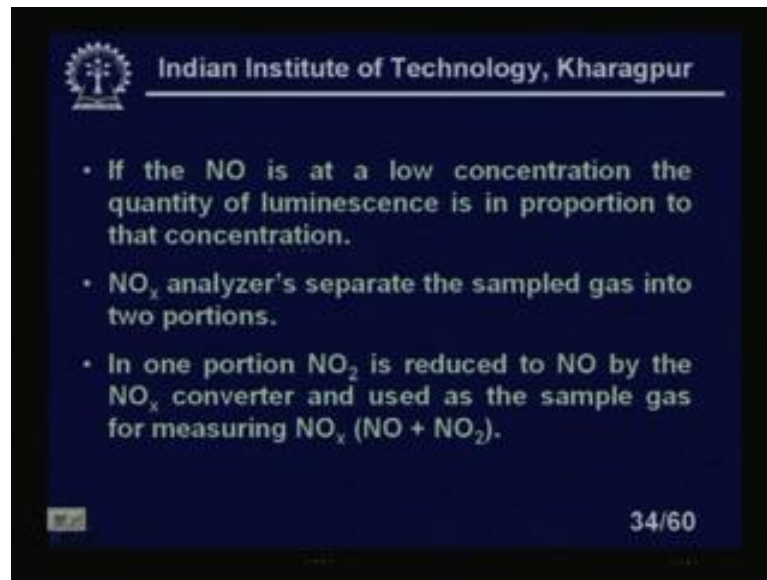 Indian Institute of Technology, Kharagpur
• If the NO is at a low concentration the
quantity of luminescence is in proportion to
that concentration.
• NOₓ analyzer's separate the sampled gas into
two portions.
• In one portion NO₂ is reduced to NO by the
NOₓ converter and used as the sample gas
for measuring NOₓ (NO + NO₂).
34/60